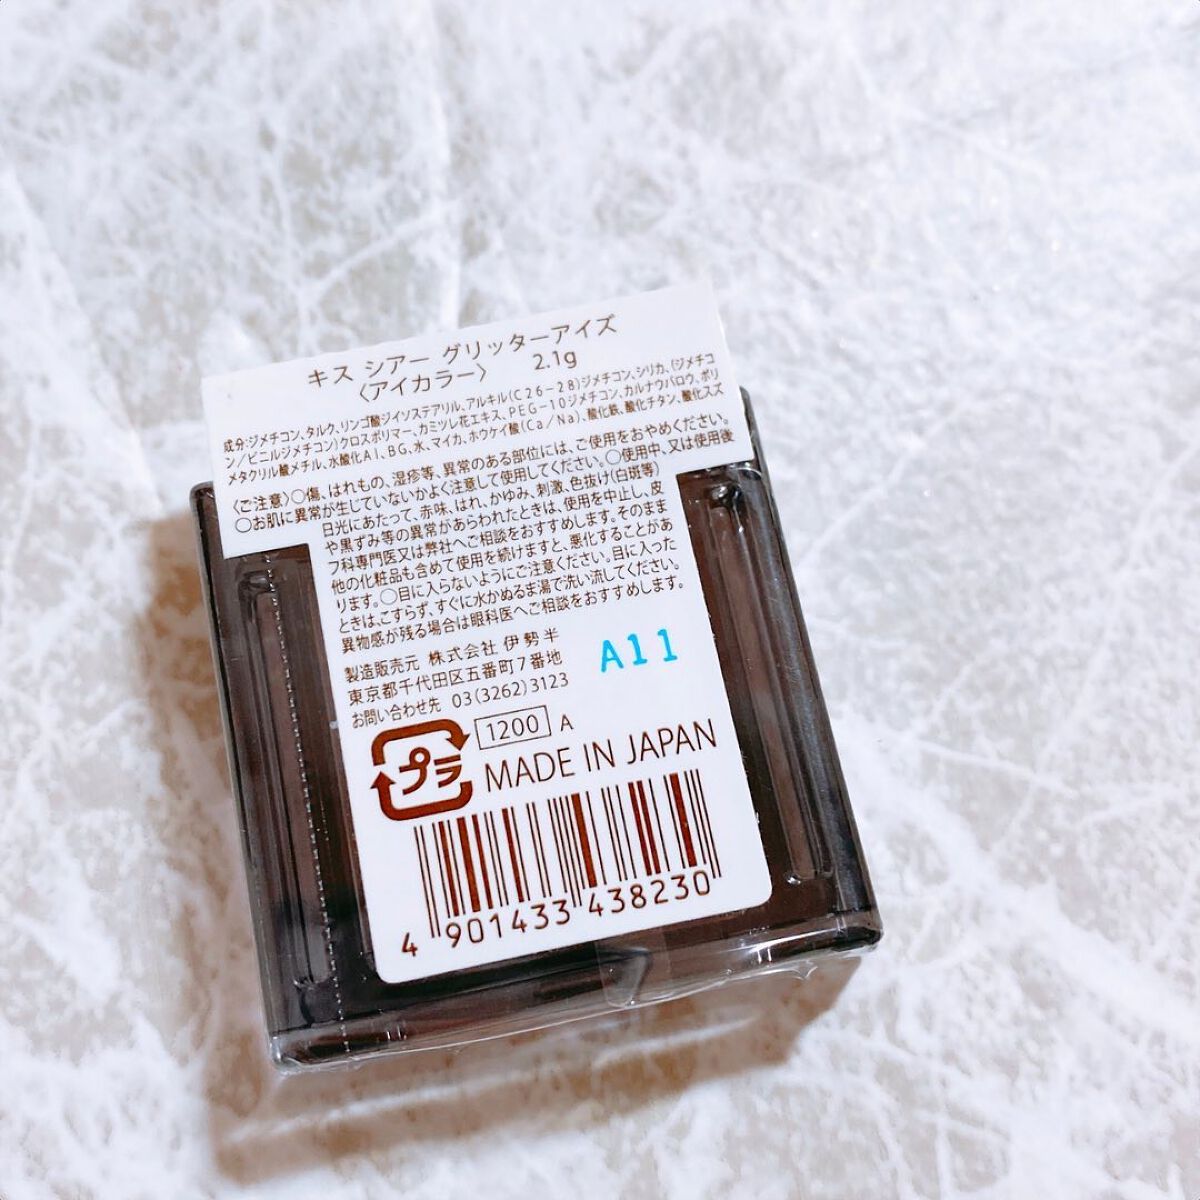 キス シアー グリッターアイズ
〈アイカラー〉 2.1g
成分:ジメチコン、タルク、リンゴ酸ジイソステアリル、アルキル(C26-28)ジメチコン、シリカ、(ジメチコ
ン/ビニルジメチコン)クロスポリマー、カミツレ花エキス、PEG-10ジメチコン、カルナウバロウ、ポリ
メタクリル酸メチル、水酸化Al、BG、水、マイカ、ホウケイ酸(Ca/Na)、酸化鉄、酸化チタン、酸化スズ
〈ご注意〉○傷、はれもの、湿疹等、異常のある部位には、ご使用をおやめください。
○お肌に異常が生じていないかよく注意して使用してください。○使用中、又は使用後
日光にあたって、赤味、はれ、かゆみ、刺激、色抜け(白斑等)
や黒ずみ等の異常があらわれたときは、使用を中止し、皮
フ科専門医又は弊社へご相談をおすすめします。そのまま
他の化粧品も含めて使用を続けますと、悪化することがあ
ります。○目に入らないようにご注意ください。目に入った
ときは、こすらず、すぐに水かぬるま湯で洗い流してください。
異物感が残る場合は眼科医へご相談をおすすめします。
製造販売元 株式会社 伊勢半
東京都千代田区五番町7番地
お問い合わせ先 03(3262)3123
A11
1200 A
プラ
MADE IN JAPAN
4 901433 438230